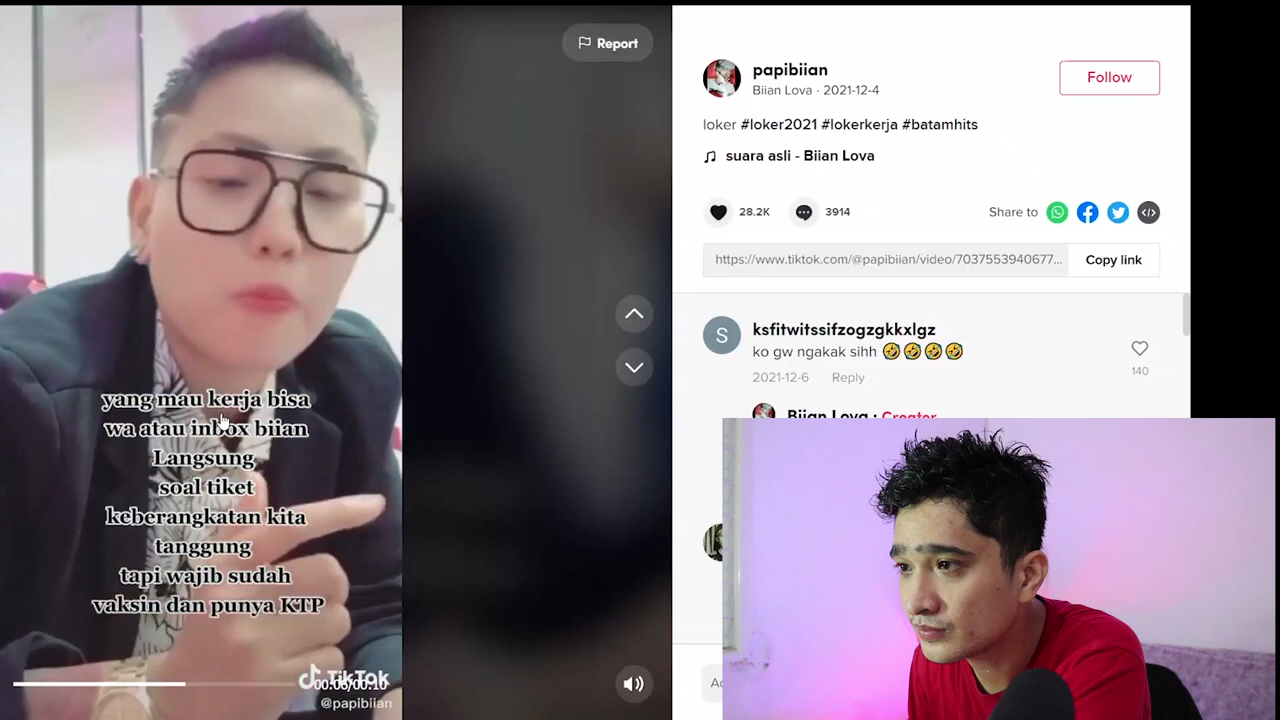 yang mau kerja bisa
wa atau inbox biian
Langsung
soal tiket
keberangkatan kita
tanggung
tapi wajib sudah
vaksin dan punya KTP
TikTok
@papibiian
Report
papibiian
Biian Lova · 2021-12-4
Follow
loker #loker2021 #lokerkerja #batamhits
suara asli - Biian Lova
28.2K
3914
Share to
https://www.tiktok.com/@papibiian/video/7037553940677...
Copy link
S
ksfitwitssifzogzgkkxlgz
ko gw ngakak sihh 🤣🤣🤣🤣
140
2021-12-6
Reply
Biian Lova · Creator